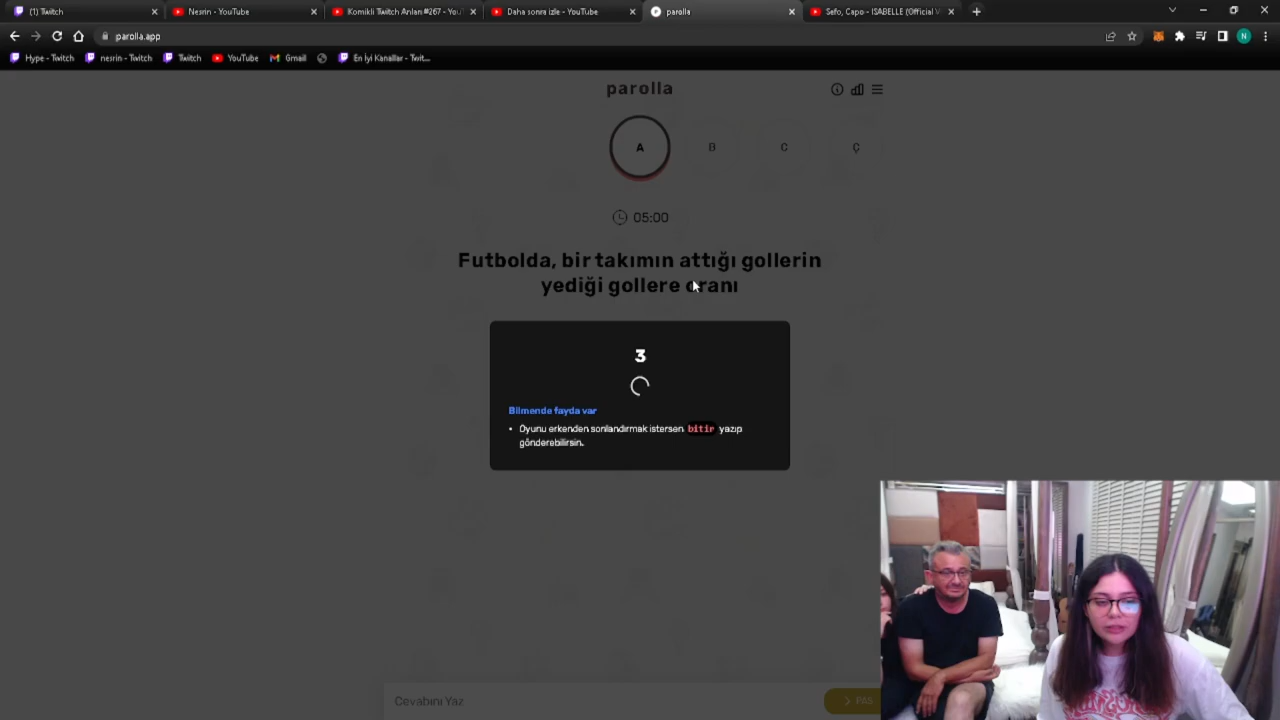 (1) Twitch
Nesrin - YouTube
Komikli Twitch Anları #267 - YouT
Daha sonra izle - YouTube
parolla
Sefo, Capo - ISABELLE (Official V
parolla.app
N
Hype - Twitch
nesrin - Twitch
Twitch
YouTube
Gmail
En İyi Kanallar - Twit...
parolla
A
B
C
Ç
05:00
Futbolda, bir takımın attığı gollerin
yediği gollere oranı
3
Bilmende fayda var
• Oyunu erkenden sonlandırmak istersen bitir yazıp
gönderebilirsin.
Cevabını Yaz
PAS